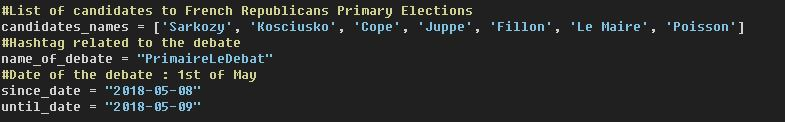 #List of candidates to French Republicans Primary Elections
candidates_names = ['Sarkozy', 'Kosciusko', 'Cope', 'Juppe', 'Fillon', 'Le Maire', 'Poisson']
#Hashtag related to the debate
name_of_debate = "PrimaireLeDebat"
#Date of the debate : 1st of May
since_date = "2018-05-08"
until_date = "2018-05-09"